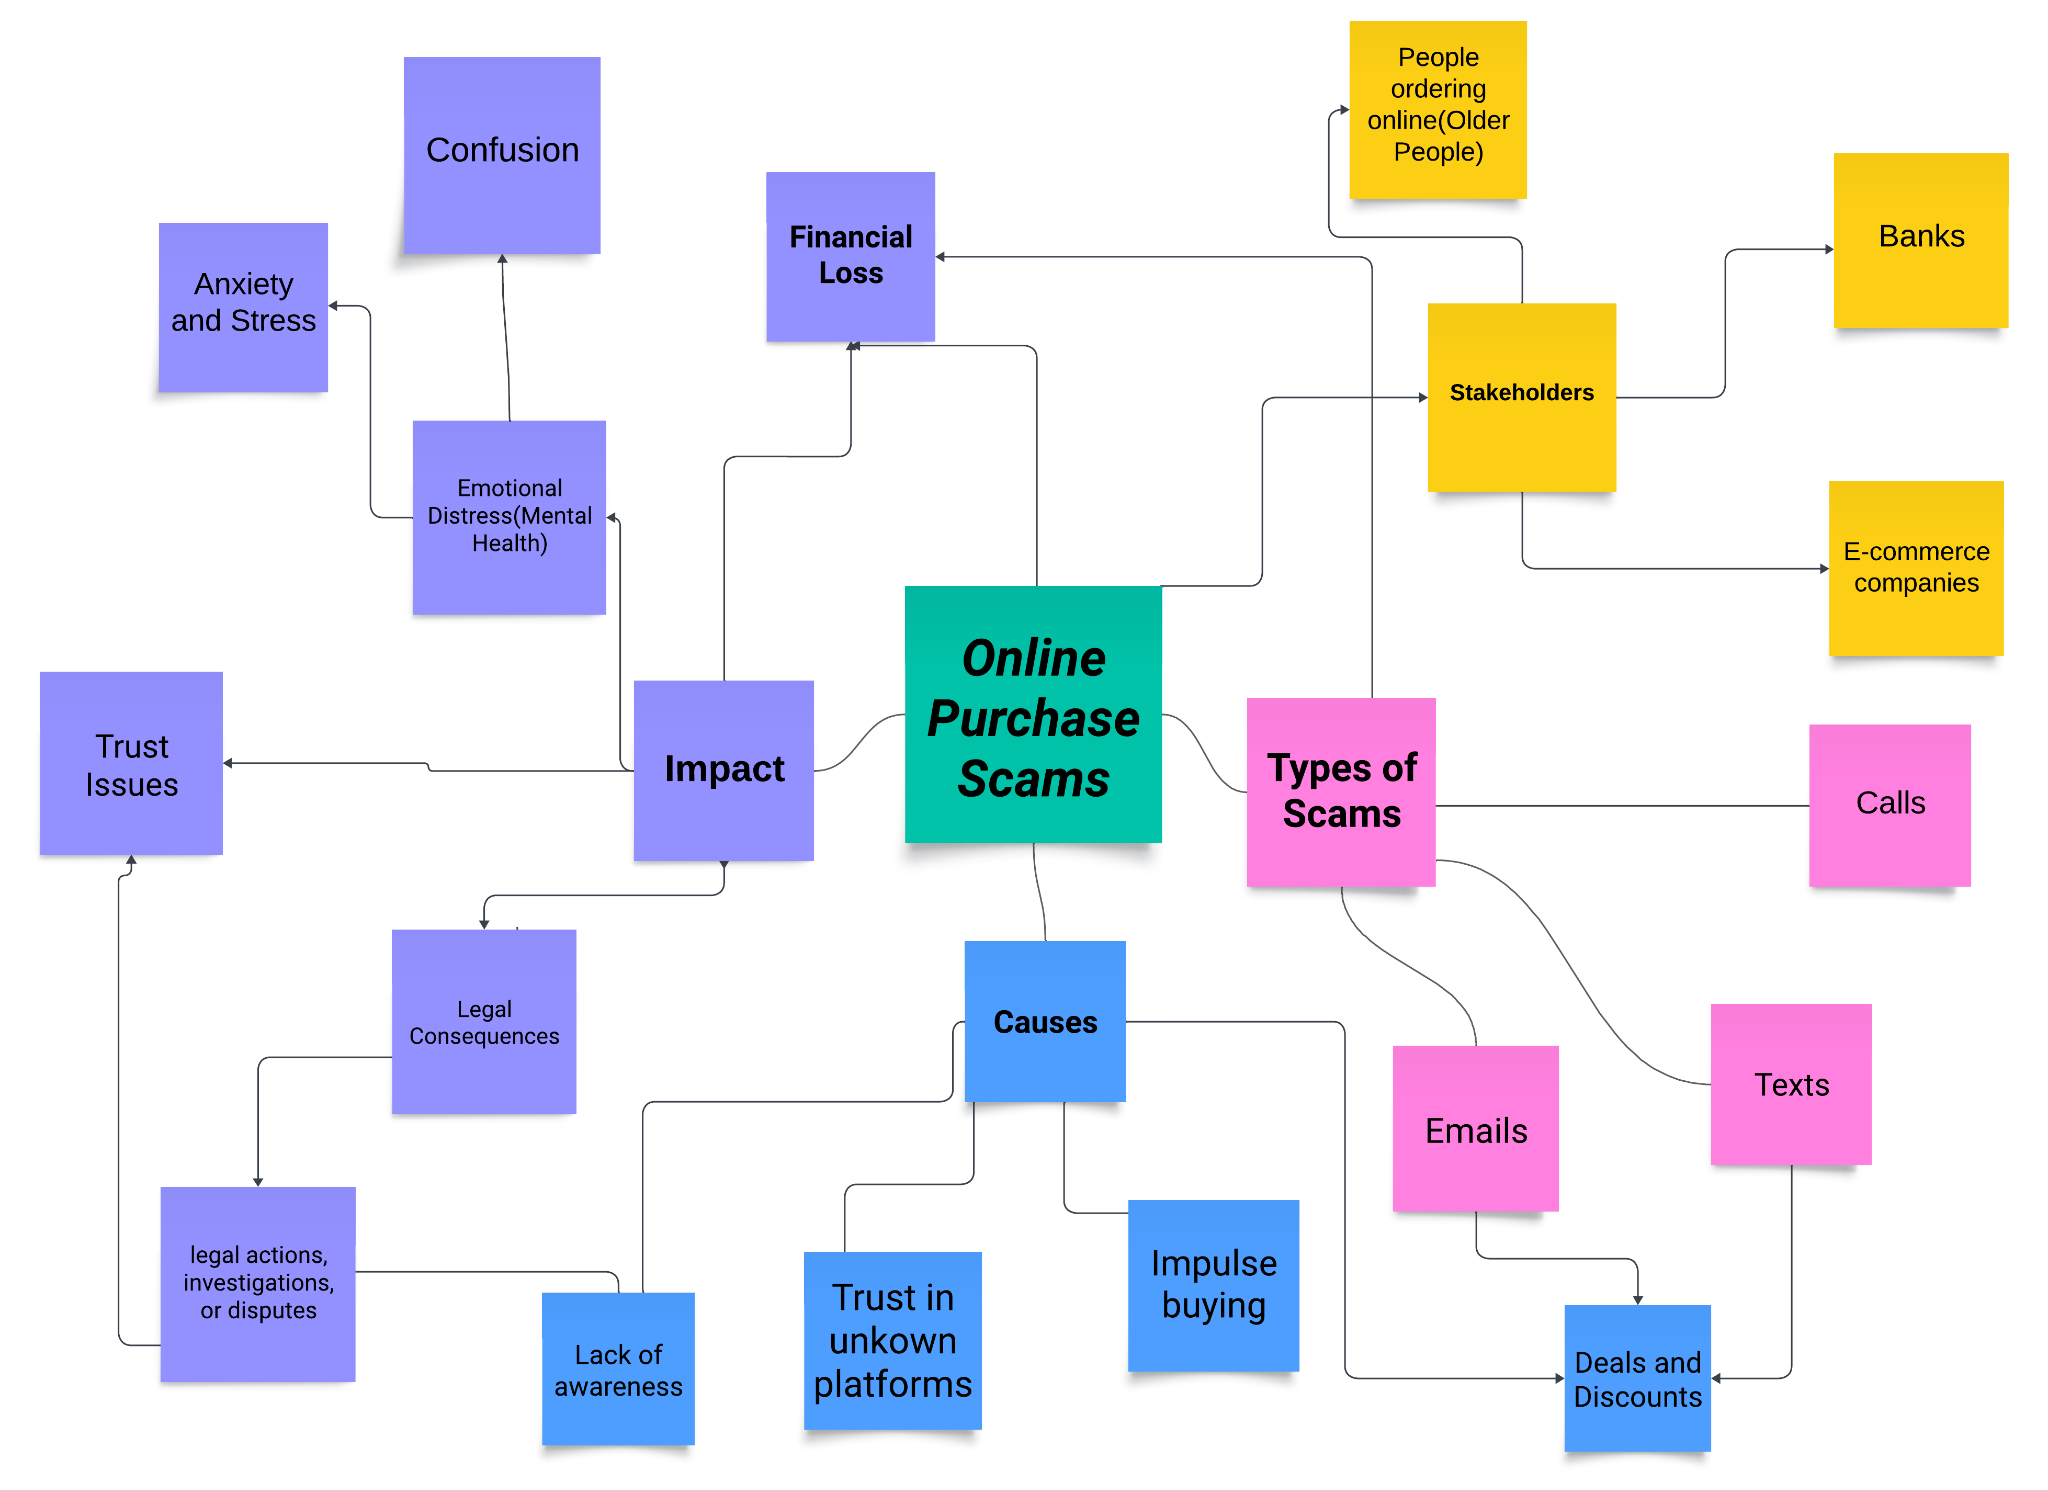 People
ordering
online(Older
People)
Confusion
Banks
Financial
Loss
Anxiety
and Stress
Stakeholders
Emotional
Distress(Mental
Health)
E-commerce
companies
Online
Purchase
Scams
Trust
Issues
Impact
Types of
Scams
Calls
Legal
Consequences
Causes
Texts
Emails
legal actions,
investigations,
or disputes
Impulse
buying
Trust in
unkown
platforms
Lack of
awareness
Deals and
Discounts